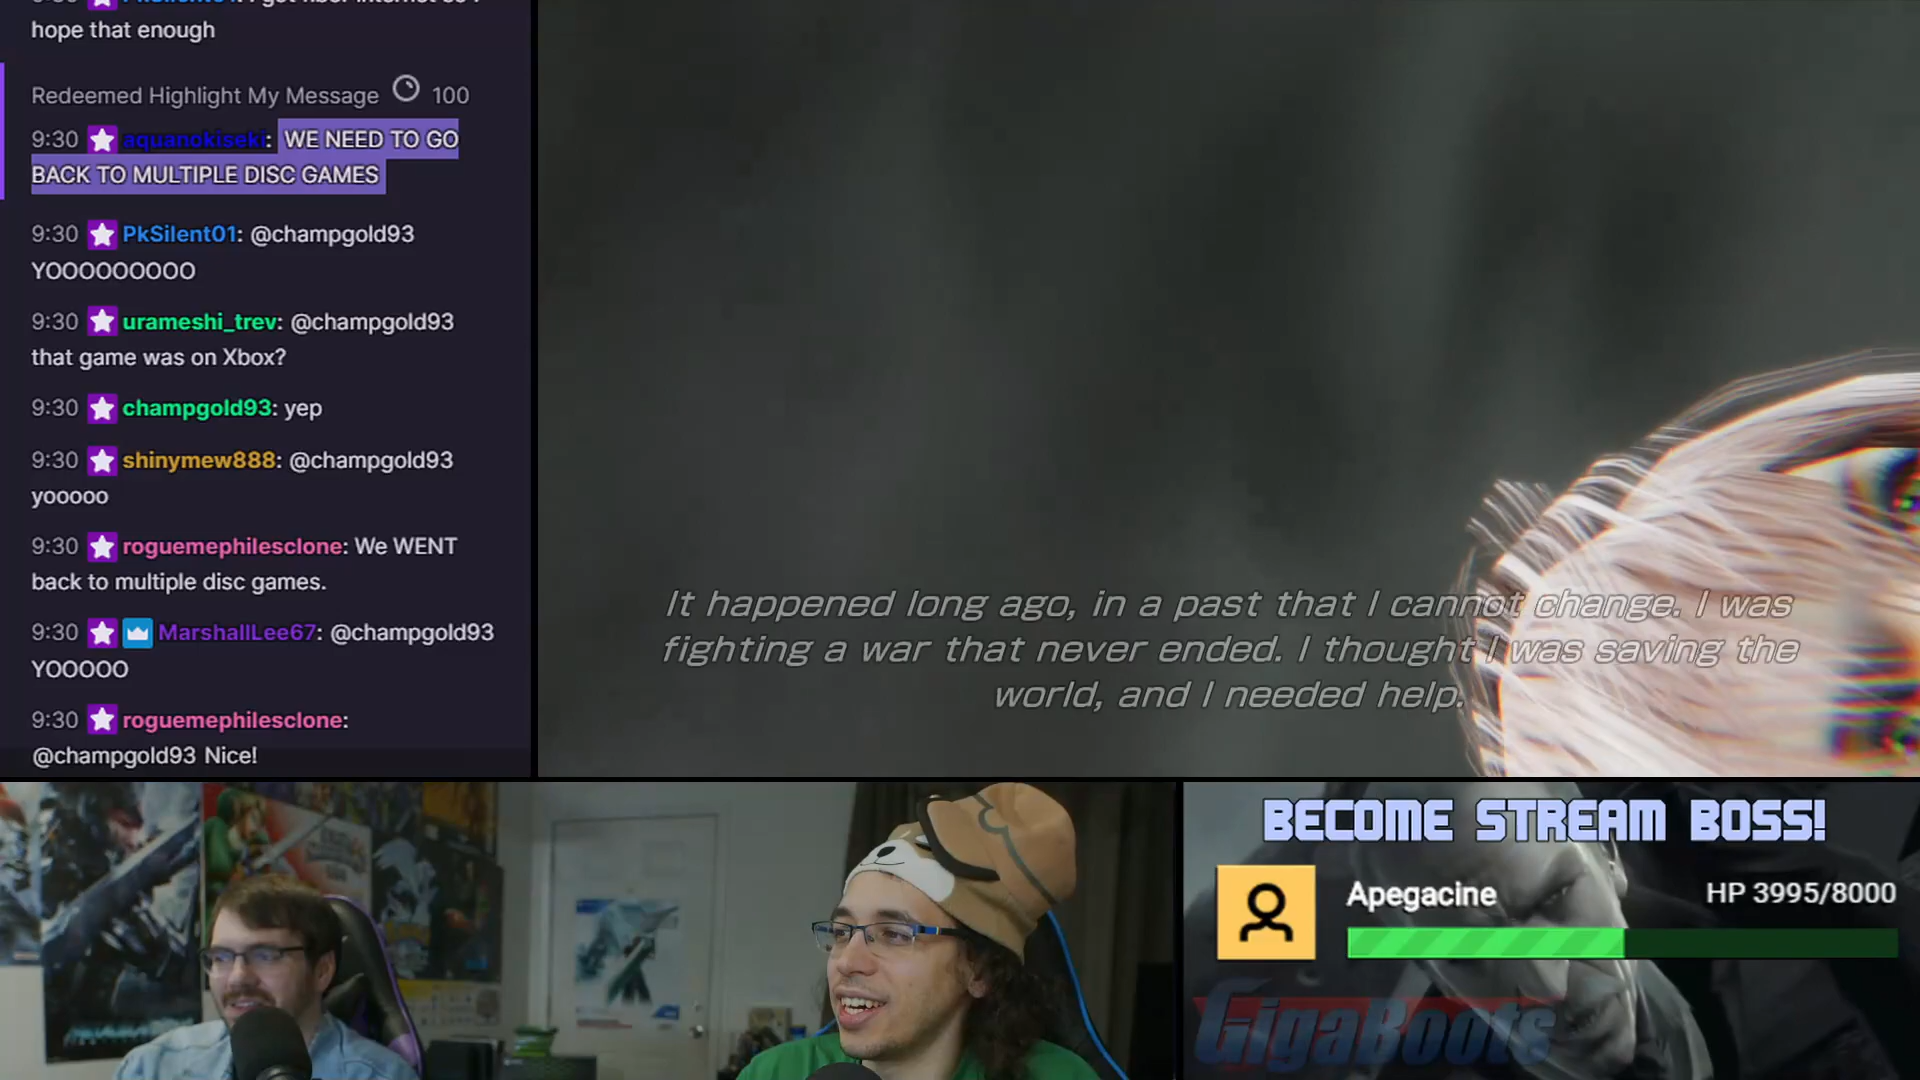 hope that enough
Redeemed Highlight My Message 100
9:30 aquanokiseki: WE NEED TO GO
BACK TO MULTIPLE DISC GAMES
9:30 PkSilent01: @champgold93
YOOOOOOOOO
9:30 urameshi_trev: @champgold93
that game was on Xbox?
9:30 champgold93: yep
9:30 shinymew888: @champgold93
yooooo
9:30 roguemephilesclone: We WENT
back to multiple disc games.
9:30 MarshallLee67: @champgold93
YOOOOO
9:30 roguemephilesclone:
@champgold93 Nice!
It happened long ago, in a past that I cannot change. I was
fighting a war that never ended. I thought I was saving the
world, and I needed help.
BECOME STREAM BOSS!
Apegacine HP 3995/8000
GigaBoots